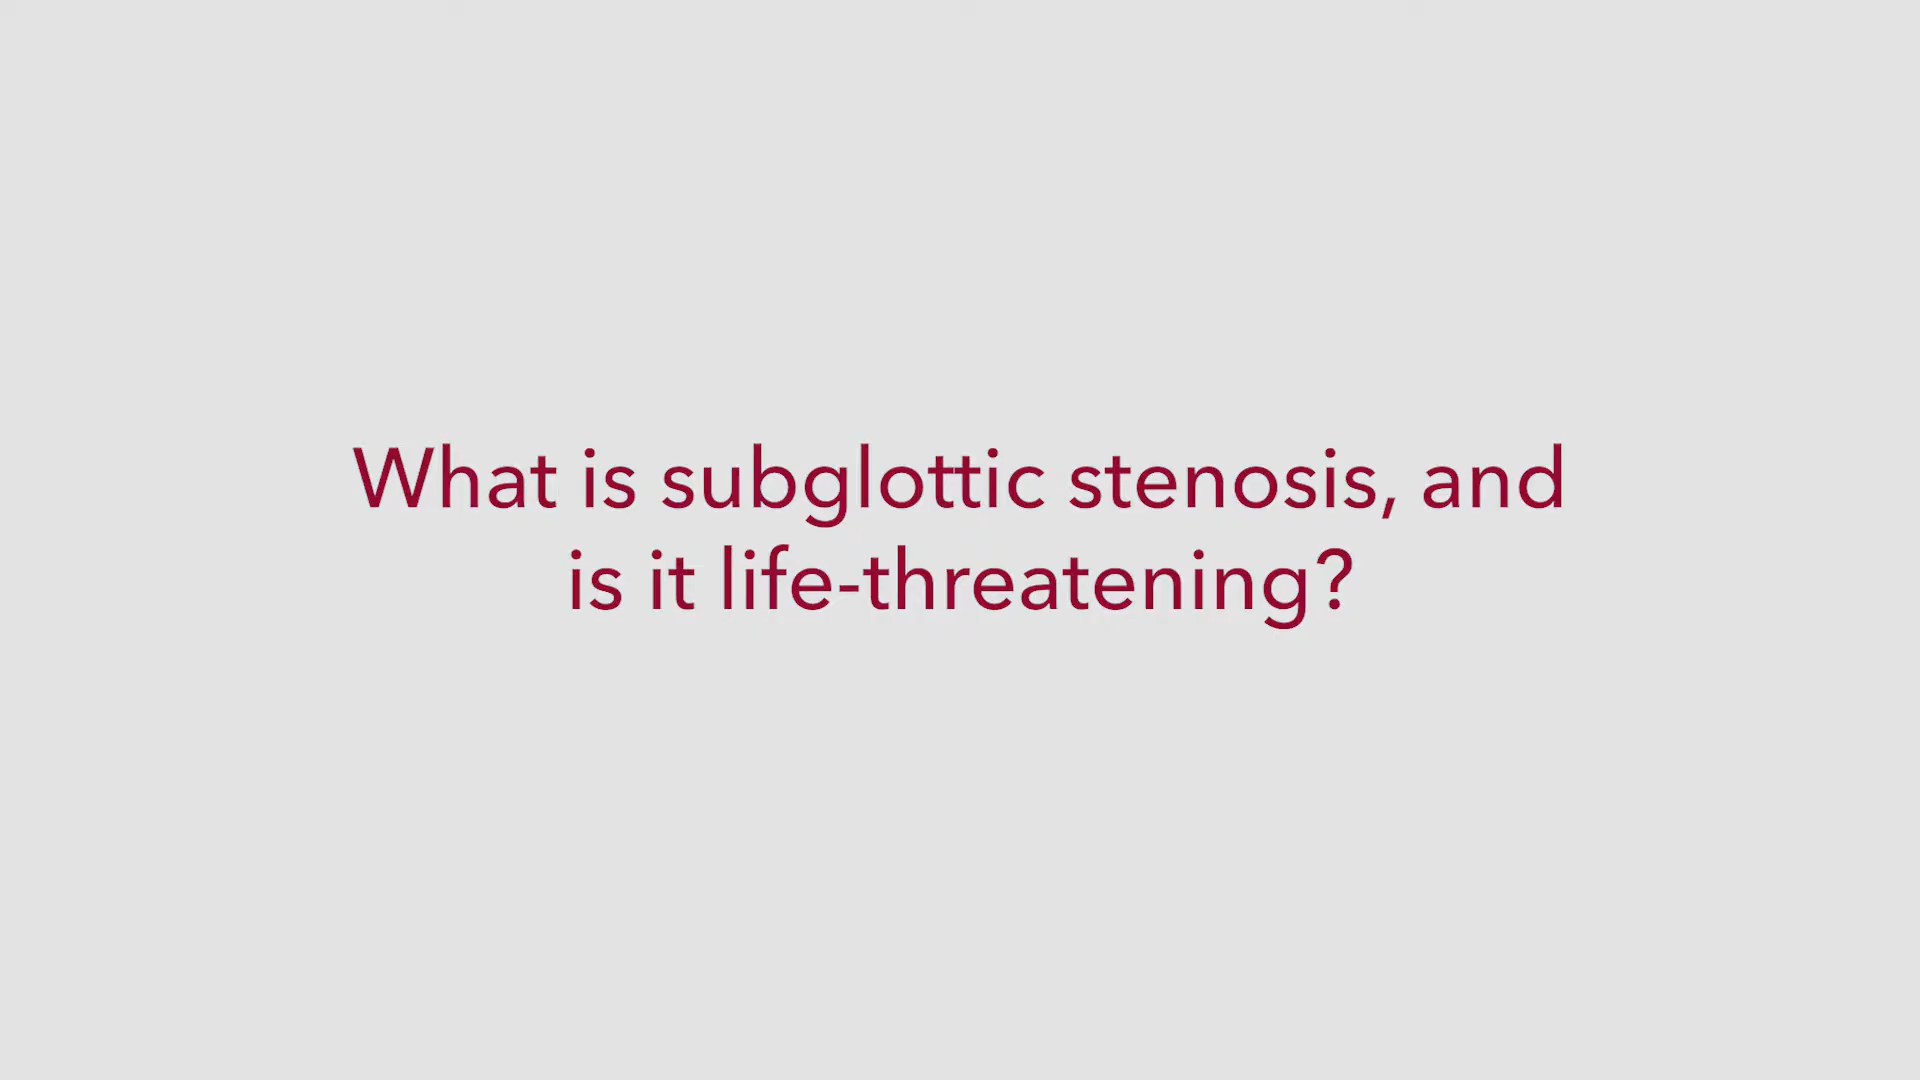 What is subglottic stenosis, and
is it life-threatening?